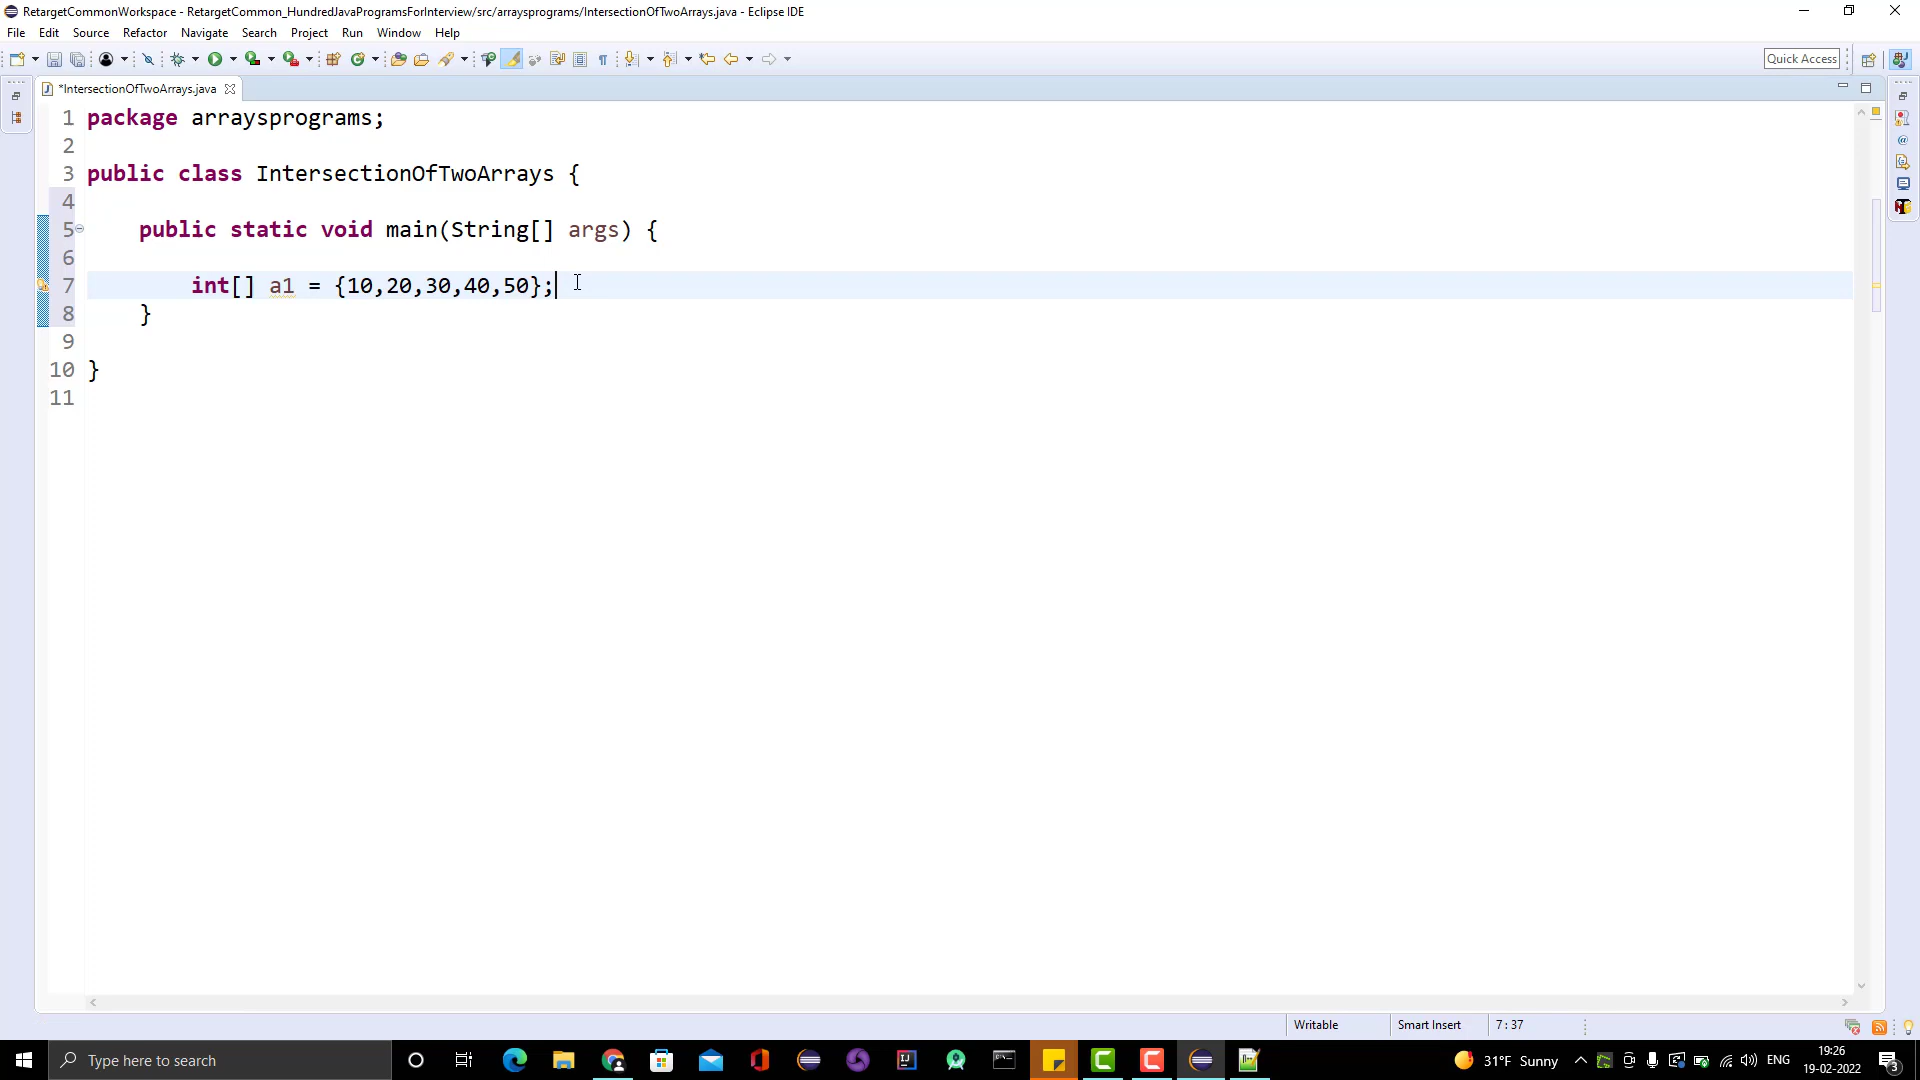 RetargetCommonWorkspace - RetargetCommon_HundredJavaProgramsForInterview/src/arraysprograms/IntersectionOfTwoArrays.java - Eclipse IDE
File Edit Source Refactor Navigate Search Project Run Window Help
Quick Access
*IntersectionOfTwoArrays.java
1 package arraysprograms;
2
3 public class IntersectionOfTwoArrays {
4
5 public static void main(String[] args) {
6
7 int[] a1 = {10,20,30,40,50};
8 }
9
10 }
11
Writable Smart Insert 7 : 37
Type here to search
31°F Sunny
ENG
19:26
19-02-2022
3